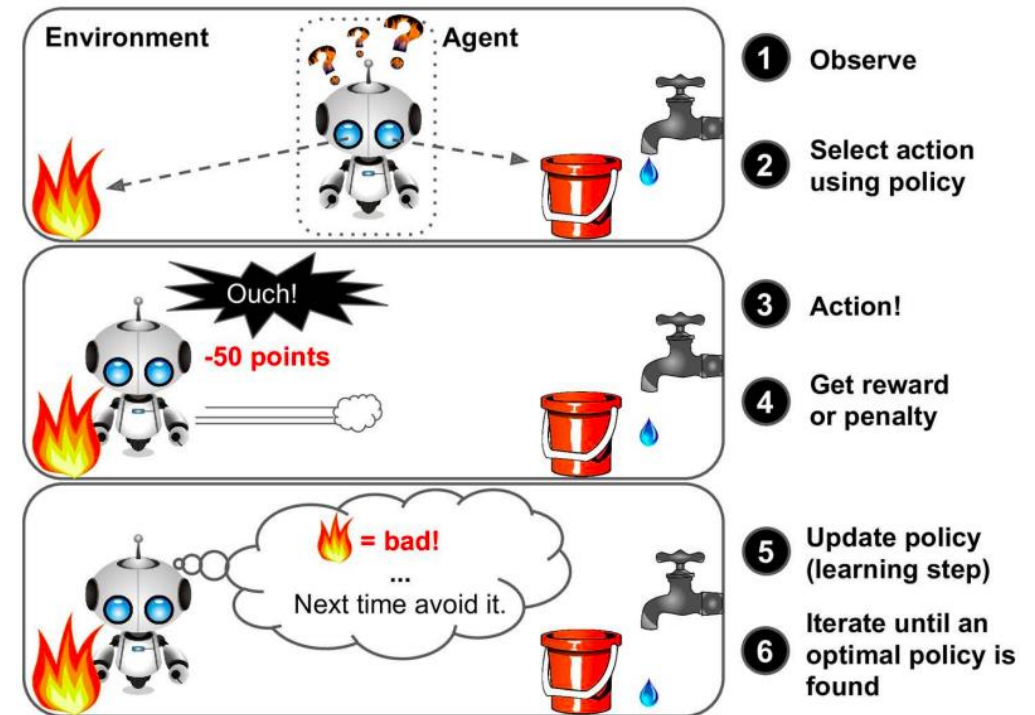 Environment
Agent
? ? ?
1 Observe
2 Select action
using policy
Ouch!
-50 points
3 Action!
4 Get reward
or penalty
= bad!
...
Next time avoid it.
5 Update policy
(learning step)
6 Iterate until an
optimal policy is
found